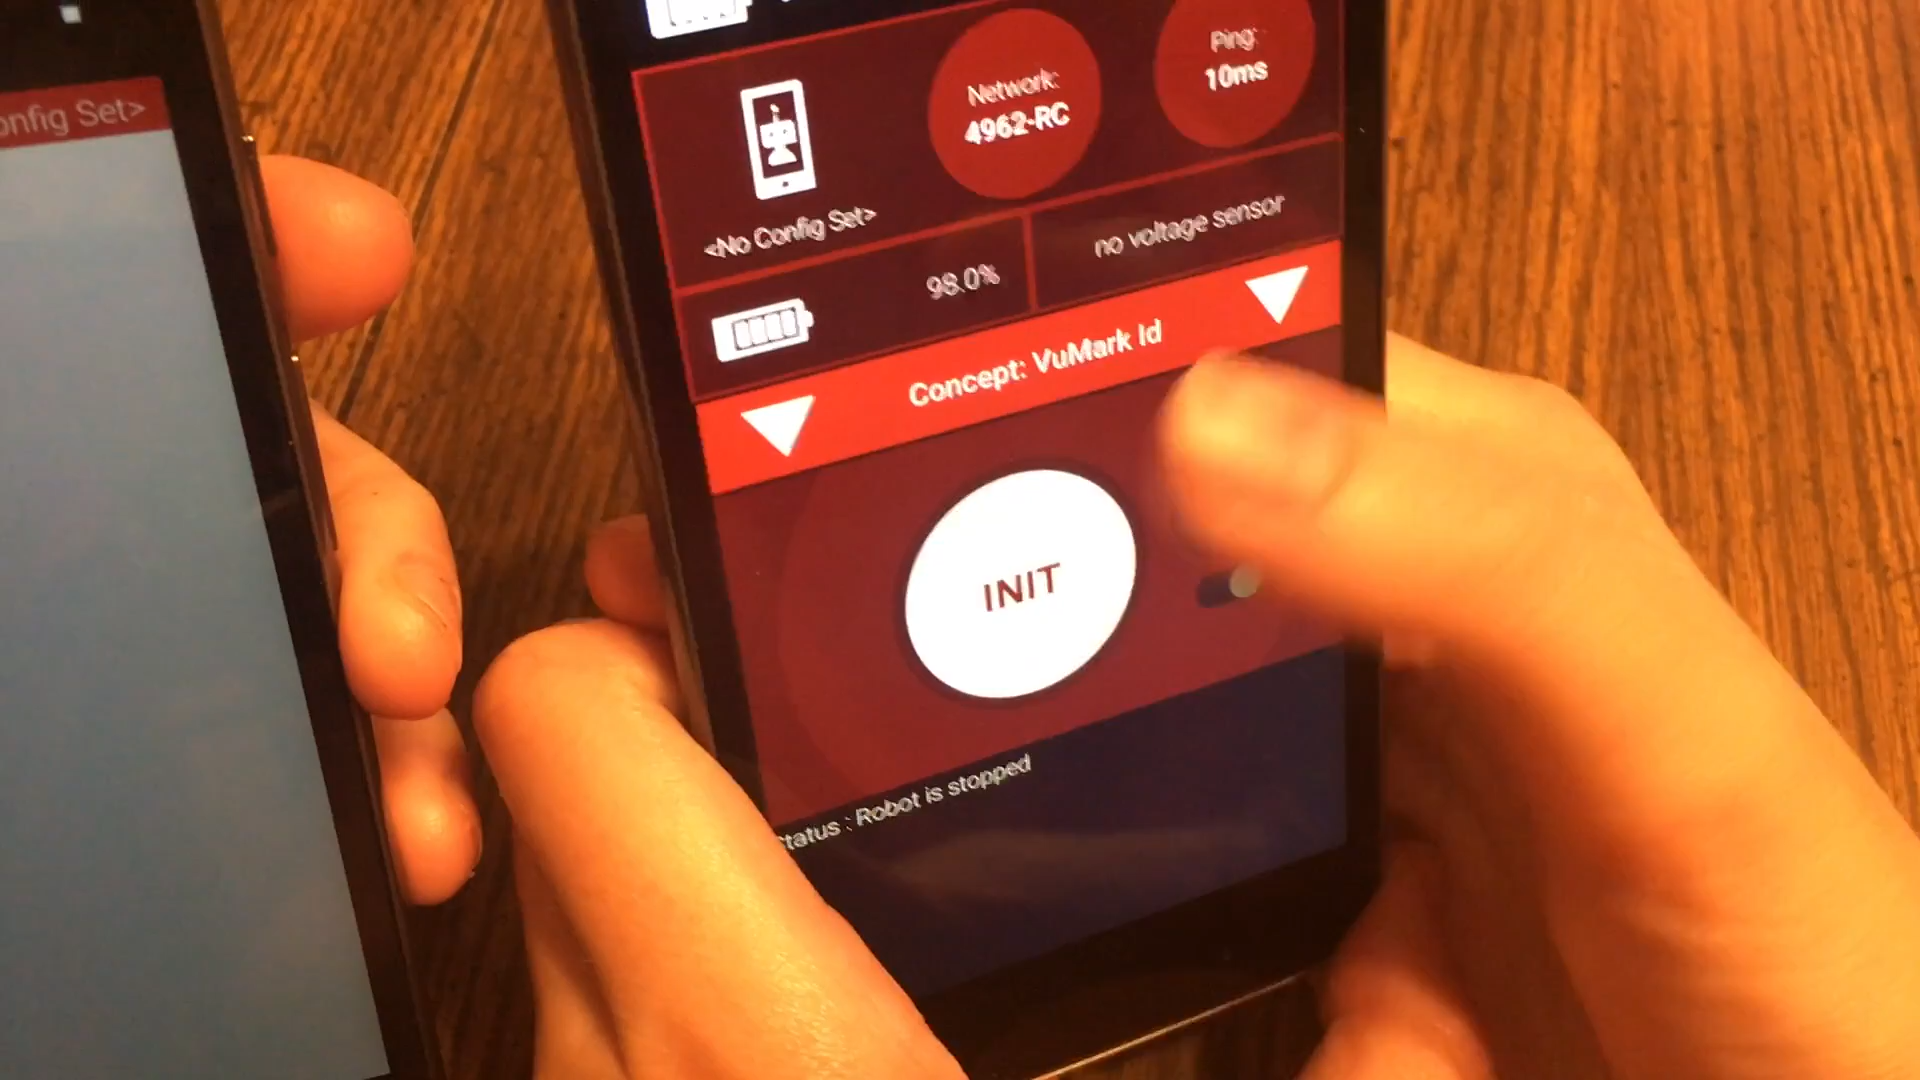 onfig Set>
Network:
4962-RC
Ping:
10ms
<No Config Set>
98.0%
no voltage sensor
Concept: VuMark Id
INIT
tatus : Robot is stopped